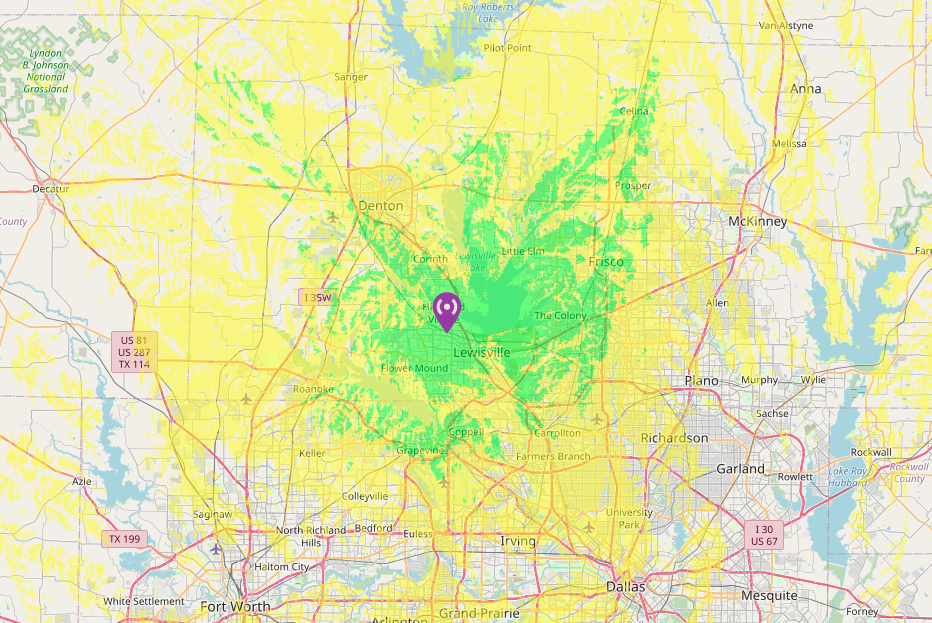 Ray Roberts
Lake
Van Alstyne
Pilot Point
Lyndon
B. Johnson
National
Grassland
Sanger
Anna
Celina
Melissa
Decatur
Prosper
Denton
McKinney
County
Corinth
Lewisville
Lake
Little Elm
Frisco
I 35W
Allen
The Colony
US 81
US 287
TX 114
Lewisville
Flower Mound
Plano
Murphy
Wylie
Roanoke
Sachse
Coppell
Carrollton
Richardson
Grapevine
Keller
Farmers Branch
Garland
Rockwall
Lake Ray
Hubbard
Rockwall
County
Rowlett
Azie
Colleyville
Saginaw
University
Park
North Richland
Hills
Bedford
Euless
Irving
I 30
US 67
TX 199
Haltom City
Dallas
Mesquite
White Settlement
Fort Worth
Grand Prairie
Forney
Arlington